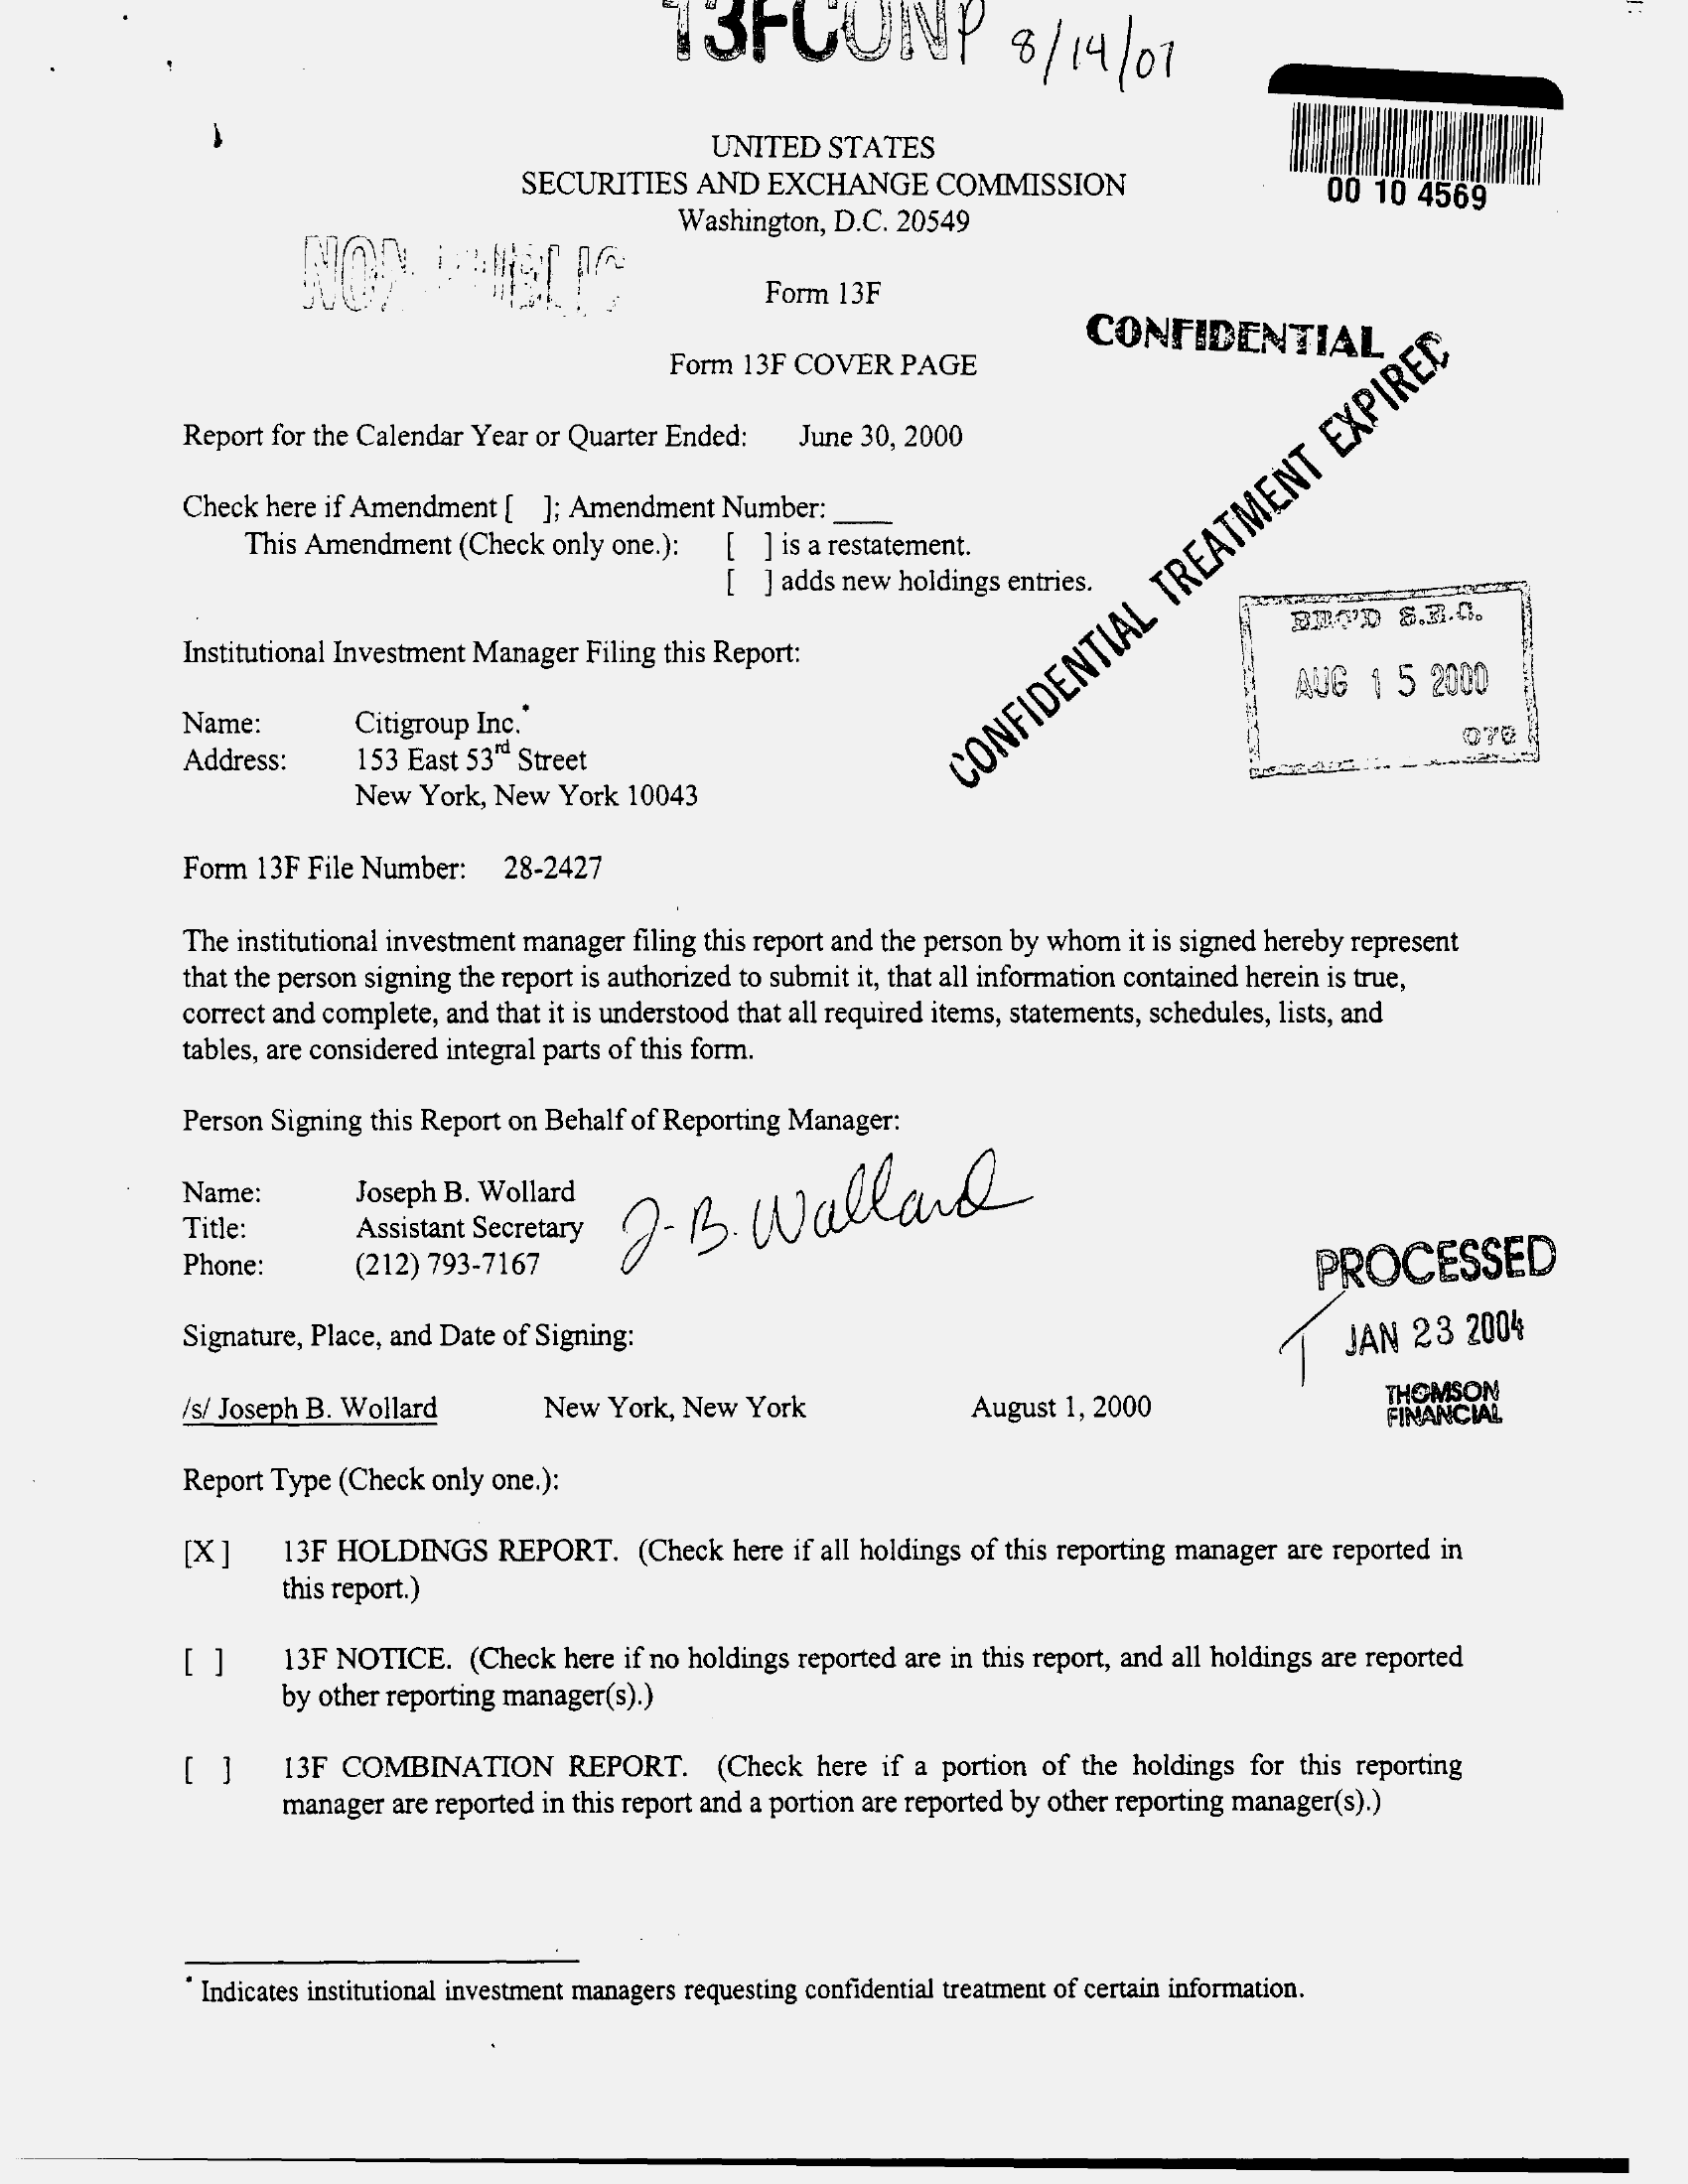 13FCONP 8/14/01
UNITED STATES
SECURITIES AND EXCHANGE COMMISSION
Washington, D.C. 20549
00 10 4569
NON-PUBLIC
Form 13F
CONFIDENTIAL
Form 13F COVER PAGE
CONFIDENTIAL TREATMENT EXPIRED
Report for the Calendar Year or Quarter Ended: June 30, 2000
Check here if Amendment [ ]; Amendment Number: ____
This Amendment (Check only one.): [ ] is a restatement.
[ ] adds new holdings entries.
REC'D S.E.C.
AUG 15 2000
Institutional Investment Manager Filing this Report:
Name: Citigroup Inc.*
Address: 153 East 53rd Street
New York, New York 10043
Form 13F File Number: 28-2427
The institutional investment manager filing this report and the person by whom it is signed hereby represent
that the person signing the report is authorized to submit it, that all information contained herein is true,
correct and complete, and that it is understood that all required items, statements, schedules, lists, and
tables, are considered integral parts of this form.
Person Signing this Report on Behalf of Reporting Manager:
Name: Joseph B. Wollard
Title: Assistant Secretary
Phone: (212) 793-7167
J. B. Wollard
PROCESSED
JAN 23 2004
THOMSON
FINANCIAL
Signature, Place, and Date of Signing:
/s/ Joseph B. Wollard New York, New York August 1, 2000
Report Type (Check only one.):
[X] 13F HOLDINGS REPORT. (Check here if all holdings of this reporting manager are reported in
this report.)
[ ] 13F NOTICE. (Check here if no holdings reported are in this report, and all holdings are reported
by other reporting manager(s).)
[ ] 13F COMBINATION REPORT. (Check here if a portion of the holdings for this reporting
manager are reported in this report and a portion are reported by other reporting manager(s).)
* Indicates institutional investment managers requesting confidential treatment of certain information.